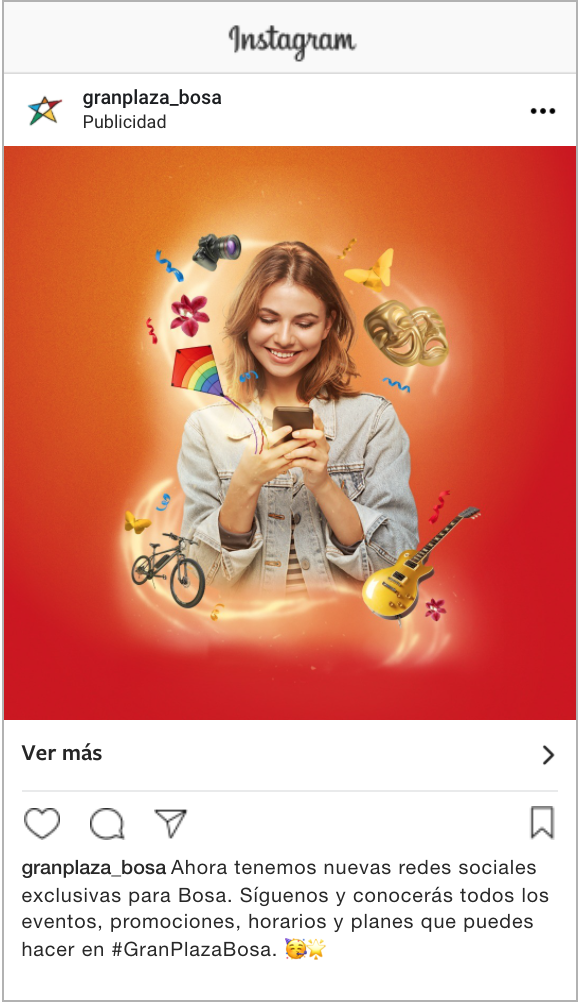 Instagram
granplaza_bosa
Publicidad
Ver más
granplaza_bosa Ahora tenemos nuevas redes sociales
exclusivas para Bosa. Síguenos y conocerás todos los
eventos, promociones, horarios y planes que puedes
hacer en #GranPlazaBosa. 🥳🌟